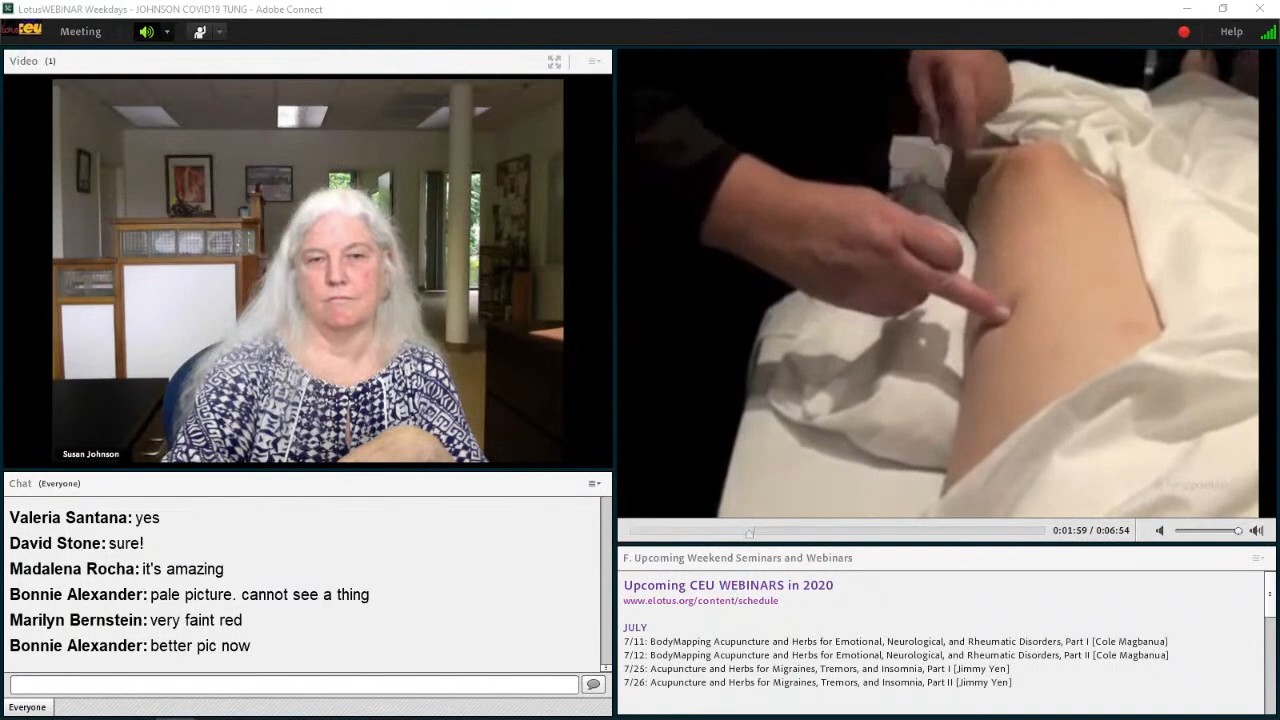 LotusWEBINAR Weekdays - JOHNSON COVID19 TUNG - Adobe Connect
Meeting
Help
Video (1)
Susan Johnson
0:01:59 / 0:06:54
Chat (Everyone)
Valeria Santana: yes
David Stone: sure!
Madalena Rocha: it's amazing
Bonnie Alexander: pale picture. cannot see a thing
Marilyn Bernstein: very faint red
Bonnie Alexander: better pic now
Everyone
F. Upcoming Weekend Seminars and Webinars
Upcoming CEU WEBINARS in 2020
www.elotus.org/content/schedule
JULY
7/11: BodyMapping Acupuncture and Herbs for Emotional, Neurological, and Rheumatic Disorders, Part I [Cole Magbanua]
7/12: BodyMapping Acupuncture and Herbs for Emotional, Neurological, and Rheumatic Disorders, Part II [Cole Magbanua]
7/25: Acupuncture and Herbs for Migraines, Tremors, and Insomnia, Part I [Jimmy Yen]
7/26: Acupuncture and Herbs for Migraines, Tremors, and Insomnia, Part II [Jimmy Yen]